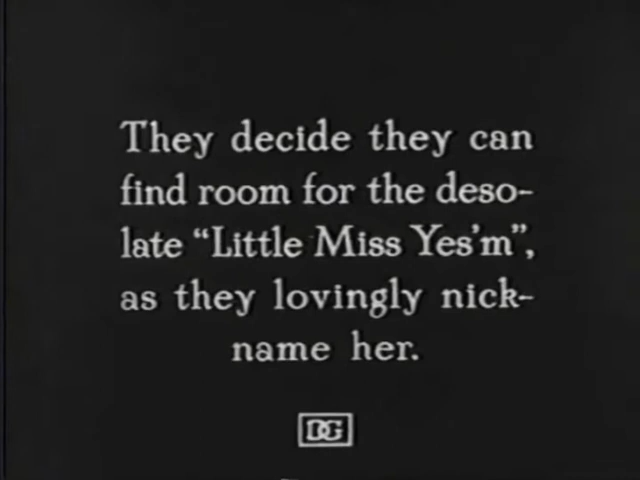 They decide they can
find room for the deso-
late “Little Miss Yes'm”,
as they lovingly nick-
name her.
DG